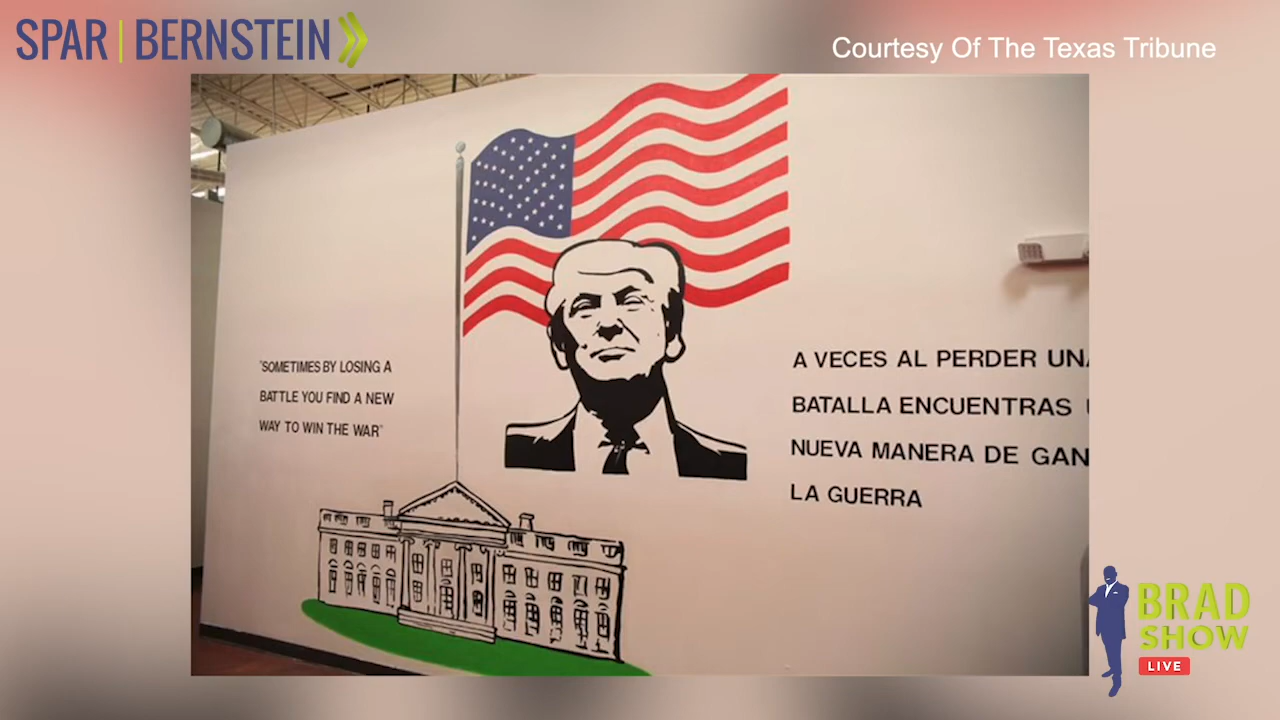 SPAR | BERNSTEIN
Courtesy Of The Texas Tribune
"SOMETIMES BY LOSING A
BATTLE YOU FIND A NEW
WAY TO WIN THE WAR"
A VECES AL PERDER UNA
BATALLA ENCUENTRAS
NUEVA MANERA DE GAN
LA GUERRA
BRAD
SHOW
LIVE